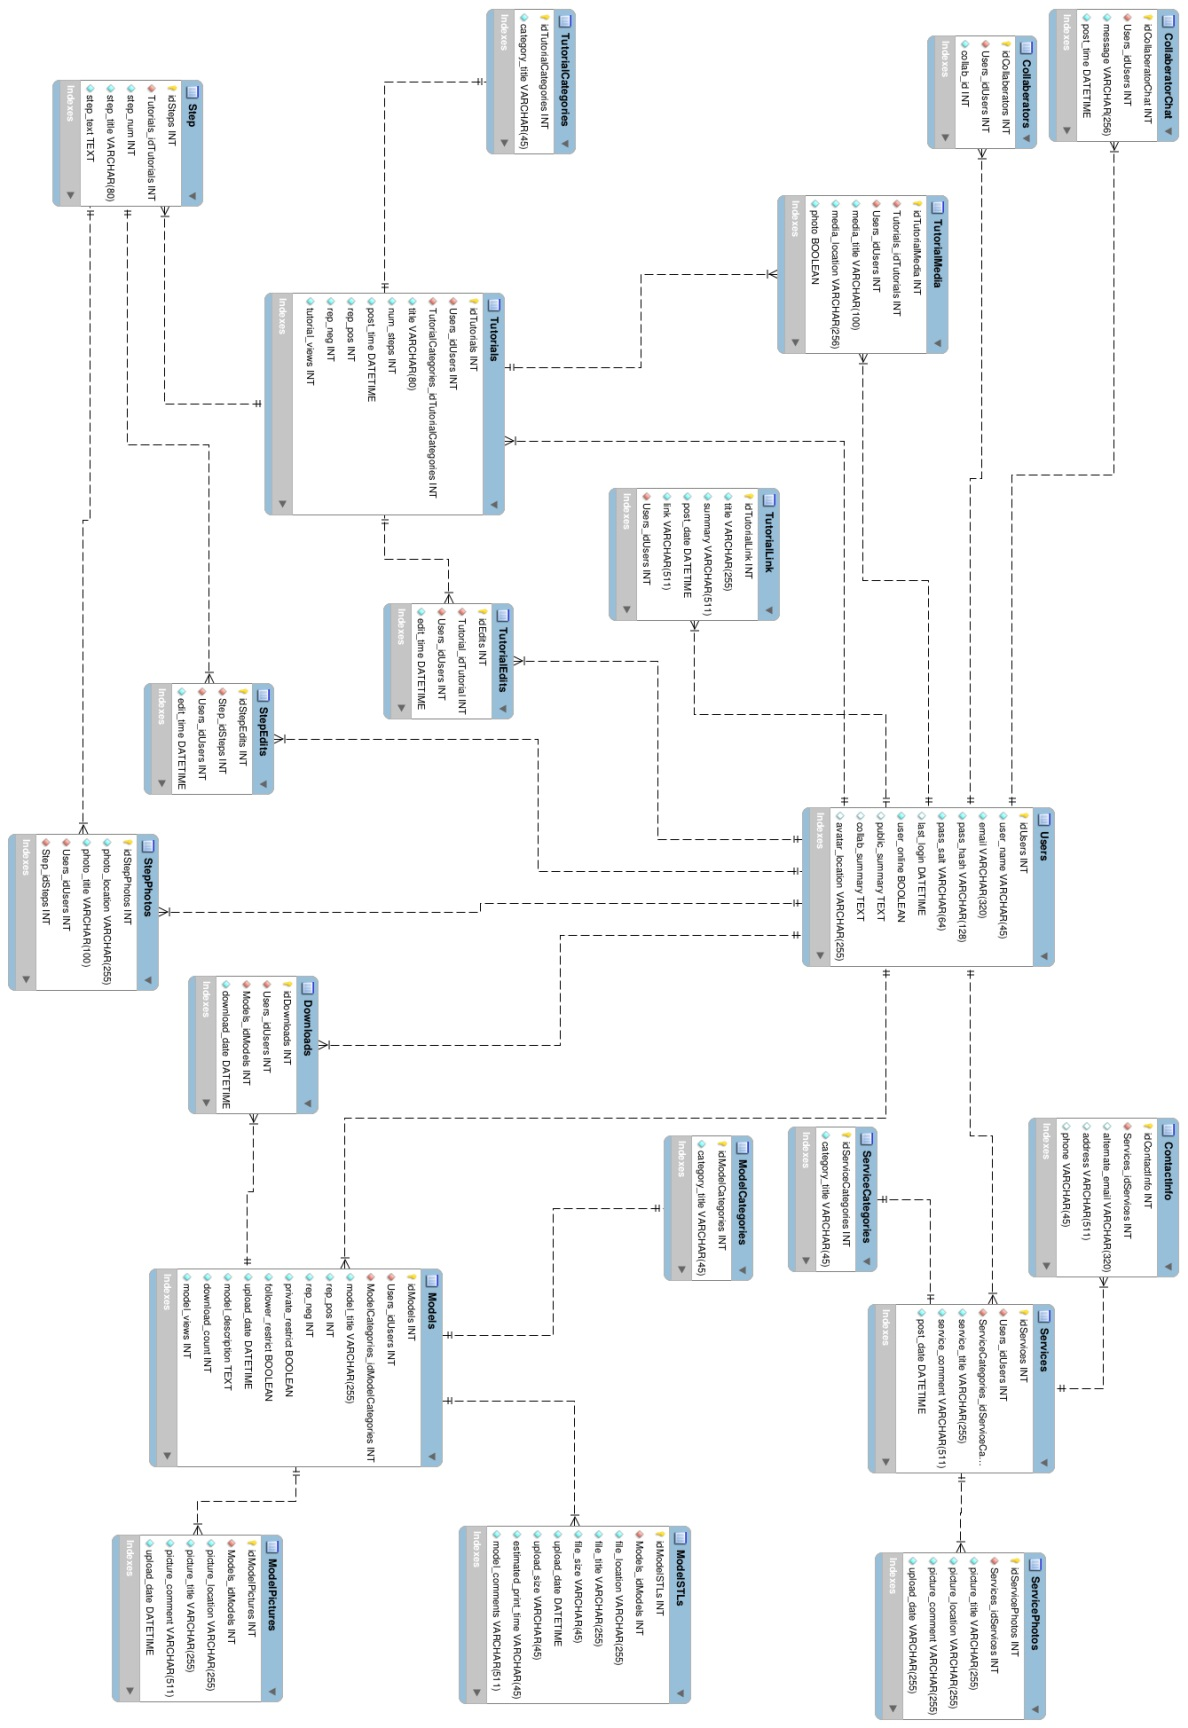 CollaberatorChat
idCollaberatorChat INT
Users_idUsers INT
message VARCHAR(256)
post_time DATETIME
Indexes
Collaberators
idCollaberators INT
Users_idUsers INT
collab_id INT
Indexes
TutorialCategories
idTutorialCategories INT
category_title VARCHAR(45)
Indexes
Step
idSteps INT
Tutorials_idTutorials INT
step_num INT
step_title VARCHAR(80)
step_text TEXT
Indexes
TutorialMedia
idTutorialMedia INT
Tutorials_idTutorials INT
Users_idUsers INT
media_title VARCHAR(100)
media_location VARCHAR(256)
photo BOOLEAN
Indexes
Tutorials
idTutorials INT
Users_idUsers INT
TutorialCategories_idTutorialCategories INT
title VARCHAR(80)
num_steps INT
post_time DATETIME
rep_pos INT
rep_neg INT
tutorial_views INT
Indexes
TutorialLink
idTutorialLink INT
title VARCHAR(255)
summary VARCHAR(511)
post_date DATETIME
link VARCHAR(511)
Users_idUsers INT
Indexes
TutorialEdits
idEdits INT
Tutorial_idTutorial INT
Users_idUsers INT
edit_time DATETIME
Indexes
StepEdits
idStepEdits INT
Step_idSteps INT
Users_idUsers INT
edit_time DATETIME
Indexes
Users
idUsers INT
user_name VARCHAR(45)
email VARCHAR(320)
pass_hash VARCHAR(128)
pass_salt VARCHAR(64)
last_login DATETIME
user_online BOOLEAN
public_summary TEXT
collab_summary TEXT
avatar_location VARCHAR(255)
Indexes
StepPhotos
idStepPhotos INT
photo_location VARCHAR(255)
photo_title VARCHAR(100)
Users_idUsers INT
Step_idSteps INT
Indexes
Downloads
idDownloads INT
Users_idUsers INT
Models_idModels INT
download_date DATETIME
Indexes
ContactInfo
idContactInfo INT
Services_idServices INT
alternate_email VARCHAR(320)
address VARCHAR(511)
phone VARCHAR(45)
Indexes
ServiceCategories
idServiceCategories INT
category_title VARCHAR(45)
Indexes
ModelCategories
idModelCategories INT
category_title VARCHAR(45)
Indexes
Services
idServices INT
Users_idUsers INT
ServiceCategories_idServiceCa...
service_title VARCHAR(255)
service_comment VARCHAR(511)
post_date DATETIME
Indexes
Models
idModels INT
Users_idUsers INT
ModelCategories_idModelCategories INT
model_title VARCHAR(255)
rep_pos INT
rep_neg INT
private_restrict BOOLEAN
follower_restrict BOOLEAN
upload_date DATETIME
model_description TEXT
download_count INT
model_views INT
Indexes
ServicePhotos
idServicePhotos INT
Services_idServices INT
picture_title VARCHAR(255)
picture_location VARCHAR(255)
picture_comment VARCHAR(255)
upload_date VARCHAR(255)
Indexes
ModelSTLs
idModelSTLs INT
Models_idModels INT
file_location VARCHAR(255)
file_title VARCHAR(255)
file_size VARCHAR(45)
upload_date DATETIME
upload_size VARCHAR(45)
estimated_print_time VARCHAR(45)
model_comments VARCHAR(511)
Indexes
ModelPictures
idModelPictures INT
Models_idModels INT
picture_location VARCHAR(255)
picture_title VARCHAR(255)
picture_comment VARCHAR(511)
upload_date DATETIME
Indexes